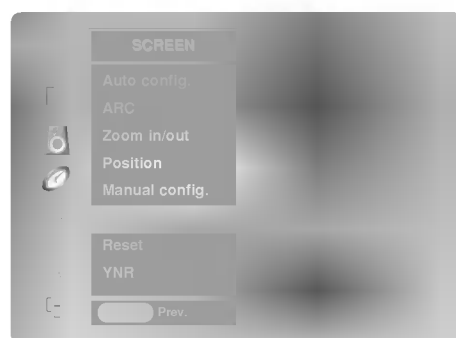 SCREEN
Auto config.
ARC
Zoom in/out
Position
Manual config.
Reset
YNR
Prev.